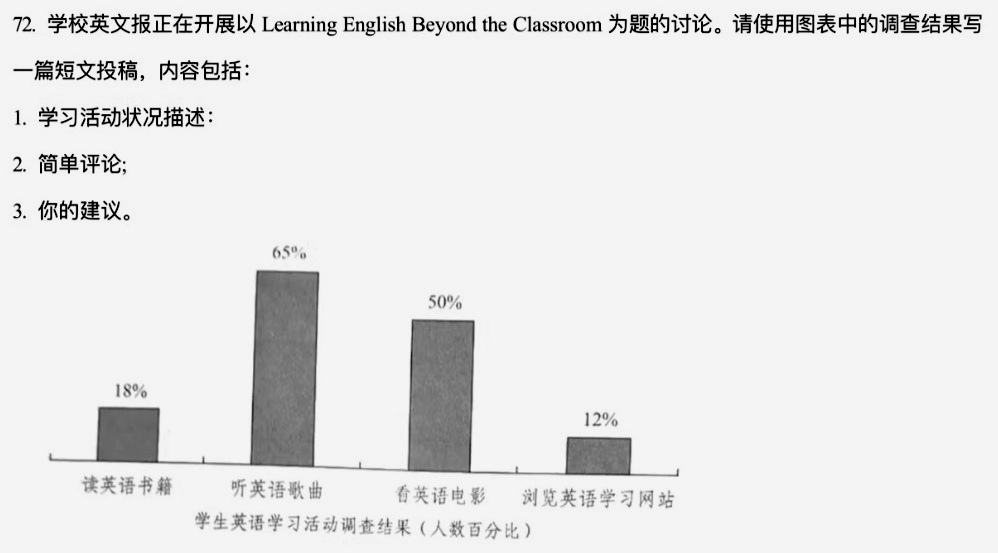 72. 学校英文报正在开展以 Learning English Beyond the Classroom 为题的讨论。请使用图表中的调查结果写
一篇短文投稿，内容包括：
1. 学习活动状况描述：
2. 简单评论;
3. 你的建议。
65%
50%
18%
12%
读英语书籍 听英语歌曲 看英语电影 浏览英语学习网站
学生英语学习活动调查结果（人数百分比）